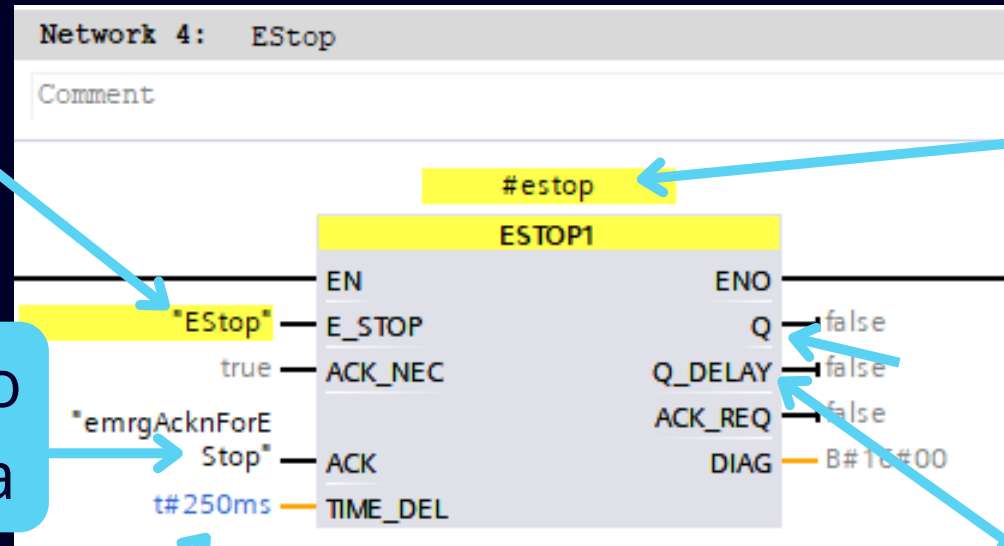 Network 4: EStop
Comment
#estop
ESTOP1
EN ENO
"EStop" E_STOP Q false
true ACK_NEC Q_DELAY false
"emrgAcknForE
Stop" ACK
ACK_REQ false
DIAG B#16#00
t#250ms TIME_DEL
o
a